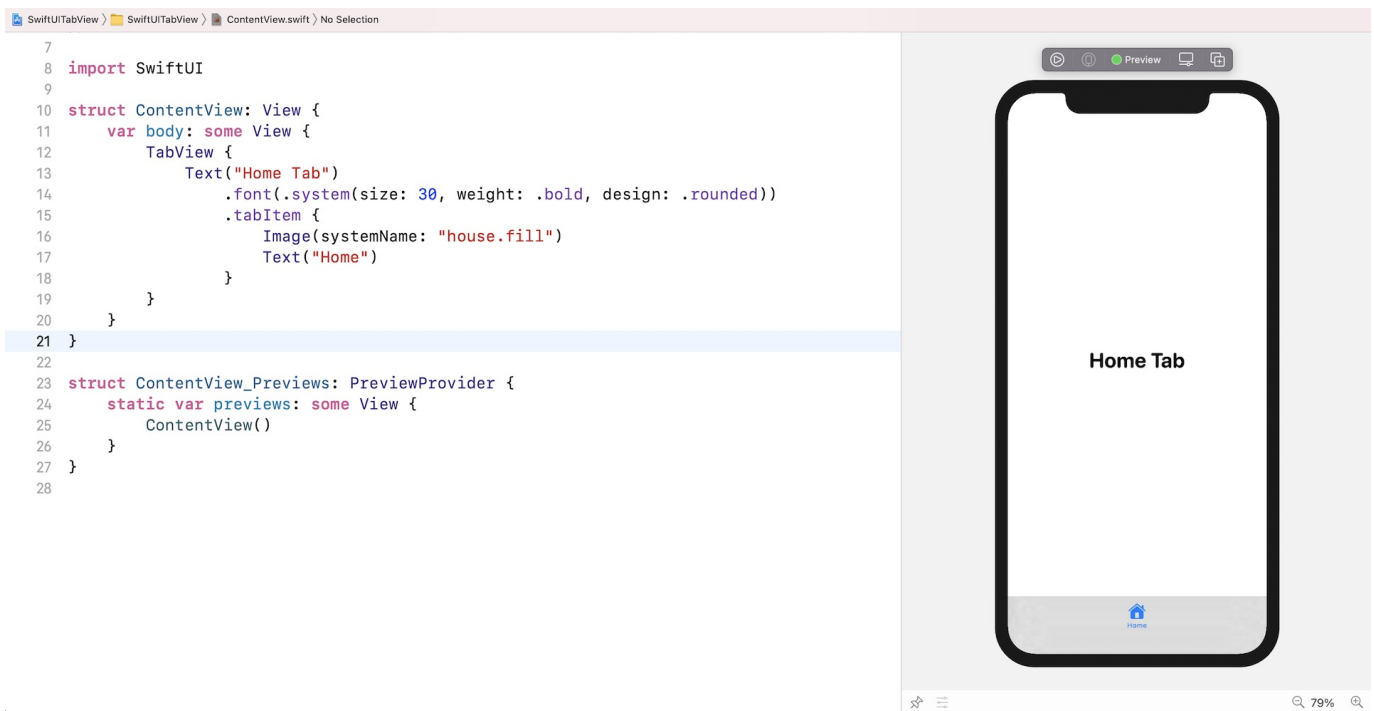 SwiftUITabView 〉 SwiftUITabView 〉 ContentView.swift 〉 No Selection
7
8 import SwiftUI
9
10 struct ContentView: View {
11     var body: some View {
12         TabView {
13             Text("Home Tab")
14                 .font(.system(size: 30, weight: .bold, design: .rounded))
15                 .tabItem {
16                     Image(systemName: "house.fill")
17                     Text("Home")
18                 }
19         }
20     }
21 }
22
23 struct ContentView_Previews: PreviewProvider {
24     static var previews: some View {
25         ContentView()
26     }
27 }
28
Preview
Home Tab
Home
79%